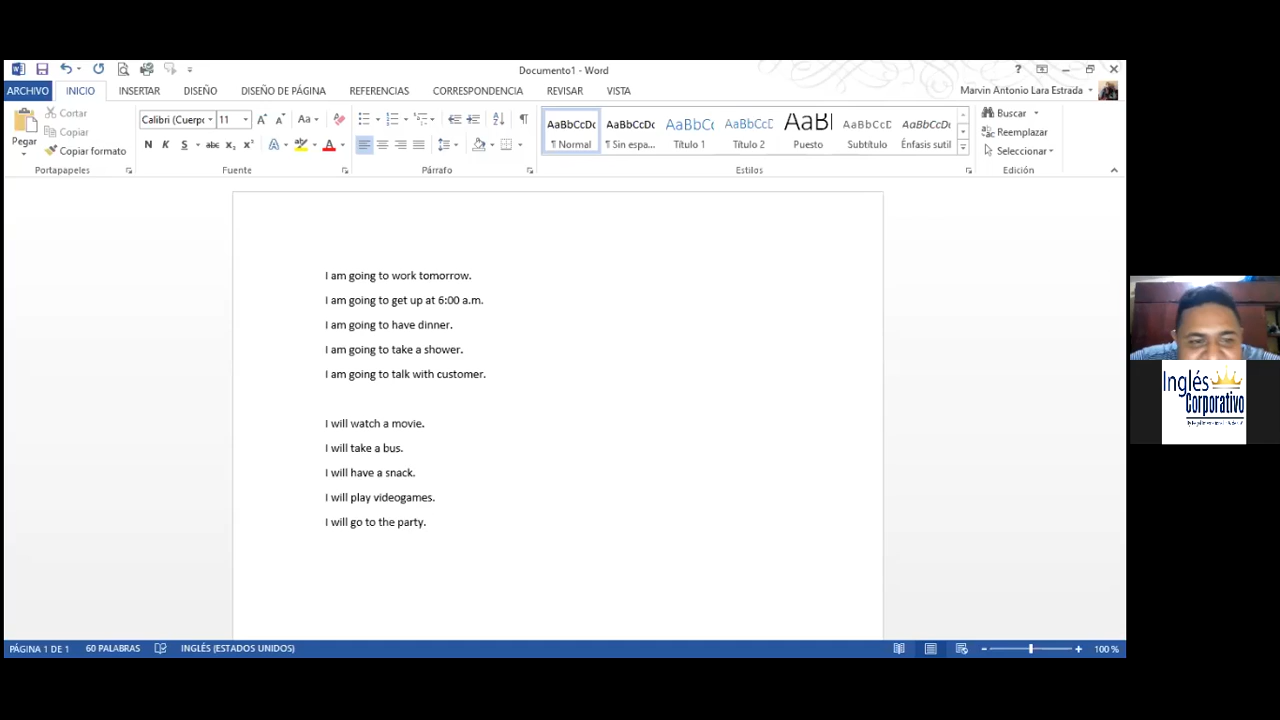 Documento1 - Word
ARCHIVO INICIO INSERTAR DISEÑO DISEÑO DE PÁGINA REFERENCIAS CORRESPONDENCIA REVISAR VISTA Marvin Antonio Lara Estrada
Pegar
Cortar
Copiar
Copiar formato
Portapapeles
Calibri (Cuerpo 11 Aa
N K S abc x₂ x² A A
Fuente
Párrafo
AaBbCcDc AaBbCcDc AaBbCc AaBbCcD AaBl AaBbCcD AaBbCcDc
¶ Normal ¶ Sin espa... Título 1 Título 2 Puesto Subtítulo Énfasis sutil
Estilos
Buscar
Reemplazar
Seleccionar
Edición
I am going to work tomorrow.
I am going to get up at 6:00 a.m.
I am going to have dinner.
I am going to take a shower.
I am going to talk with customer.
I will watch a movie.
I will take a bus.
I will have a snack.
I will play videogames.
I will go to the party.
Inglés
Corporativo
PÁGINA 1 DE 1 60 PALABRAS INGLÉS (ESTADOS UNIDOS) 100 %